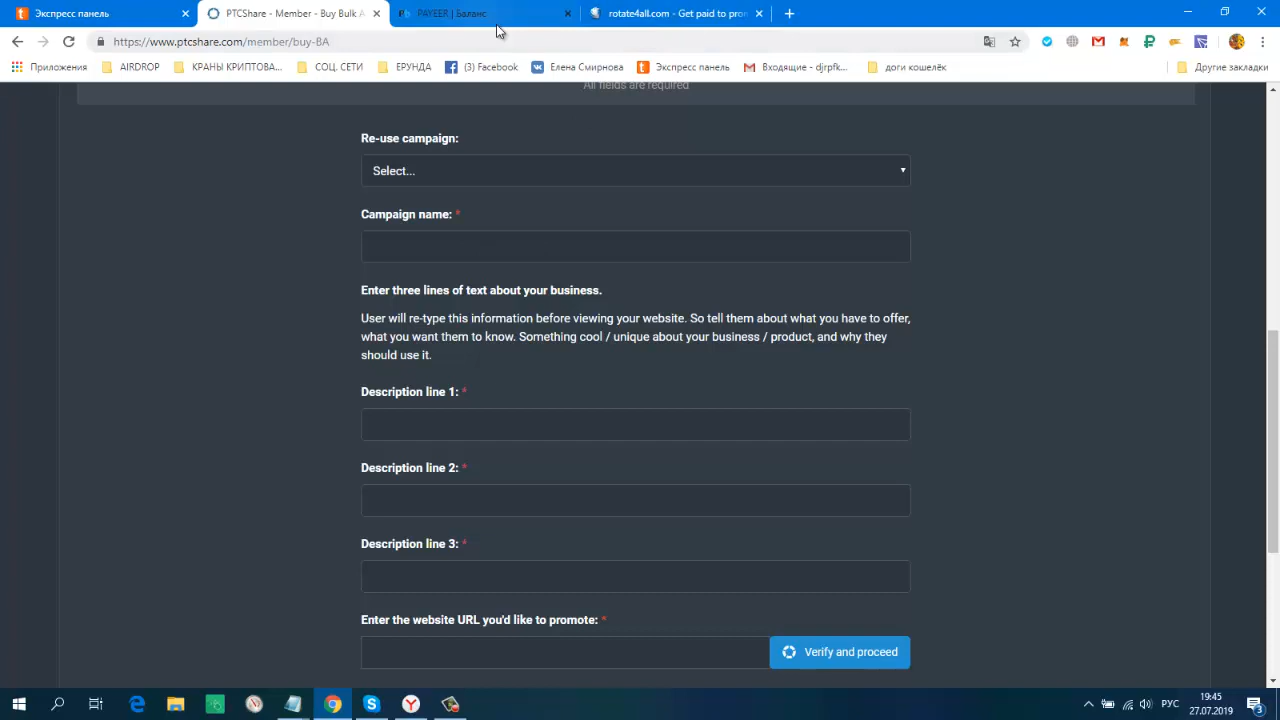 Экспресс панель
PTCShare - Member - Buy Bulk A
PAYEER | Баланс
rotate4all.com - Get paid to pro
https://www.ptcshare.com/member/buy-BA
Приложения
AIRDROP
КРАНЫ КРИПТОВА...
СОЦ. СЕТИ
ЕРУНДА
(3) Facebook
Елена Смирнова
Экспресс панель
Входящие - djrpfk...
доги кошелёк
Другие закладки
All fields are required
Re-use campaign:
Select...
Campaign name: *
Enter three lines of text about your business.
User will re-type this information before viewing your website. So tell them about what you have to offer,
what you want them to know. Something cool / unique about your business / product, and why they
should use it.
Description line 1: *
Description line 2: *
Description line 3: *
Enter the website URL you'd like to promote: *
Verify and proceed
РУС
19:45
27.07.2019
3